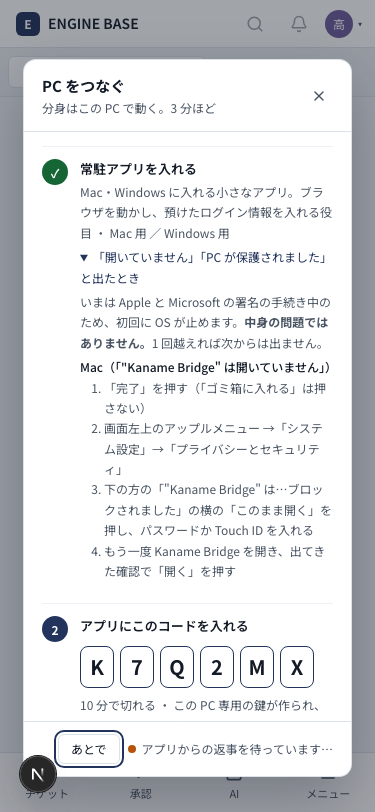 E ENGINE BASE 高
PC をつなぐ
分身はこの PC で動く。3 分ほど
常駐アプリを入れる
Mac・Windows に入れる小さなアプリ。ブラ
ウザを動かし、預けたログイン情報を入れる役
目 ・ Mac 用 ／ Windows 用
▼ 「開いていません」「PC が保護されました」
と出たとき
いまは Apple と Microsoft の署名の手続き中の
ため、初回に OS が止めます。中身の問題では
ありません。1 回越えれば次からは出ません。
Mac（「"Kaname Bridge" は開いていません」）
1. 「完了」を押す（「ゴミ箱に入れる」は押
さない）
2. 画面左上のアップルメニュー →「システ
ム設定」→「プライバシーとセキュリテ
ィ」
3. 下の方の「"Kaname Bridge" は…ブロッ
クされました」の横の「このまま開く」を
押し、パスワードか Touch ID を入れる
4. もう一度 Kaname Bridge を開き、出てき
た確認で「開く」を押す
2 アプリにこのコードを入れる
K 7 Q 2 M X
10 分で切れる ・ この PC 専用の鍵が作られ、
あとで アプリからの返事を待っています…
N
チケット 承認 AI メニュー